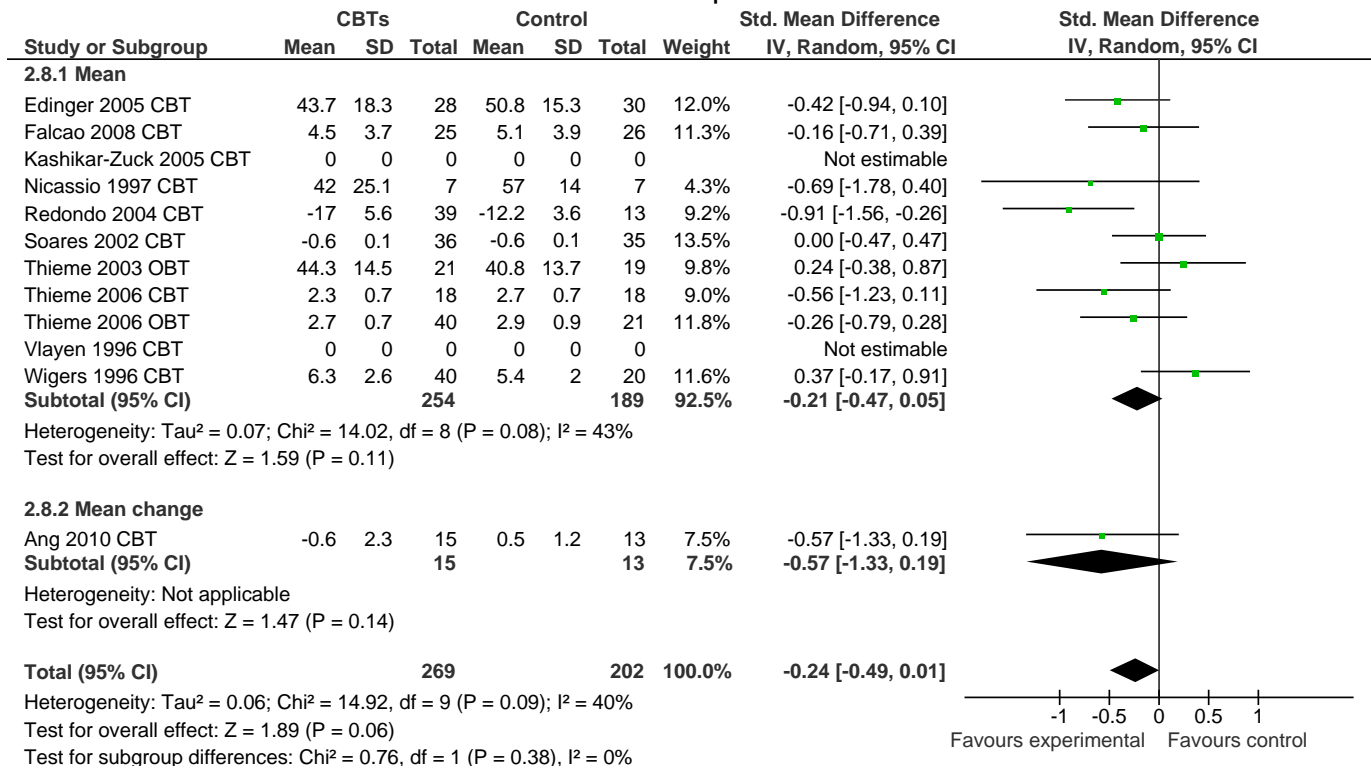 CBTs Control Std. Mean Difference Std. Mean Difference
Study or Subgroup Mean SD Total Mean SD Total Weight IV, Random, 95% CI IV, Random, 95% CI
2.8.1 Mean
Edinger 2005 CBT 43.7 18.3 28 50.8 15.3 30 12.0% -0.42 [-0.94, 0.10]
Falcao 2008 CBT 4.5 3.7 25 5.1 3.9 26 11.3% -0.16 [-0.71, 0.39]
Kashikar-Zuck 2005 CBT 0 0 0 0 0 0 Not estimable
Nicassio 1997 CBT 42 25.1 7 57 14 7 4.3% -0.69 [-1.78, 0.40]
Redondo 2004 CBT -17 5.6 39 -12.2 3.6 13 9.2% -0.91 [-1.56, -0.26]
Soares 2002 CBT -0.6 0.1 36 -0.6 0.1 35 13.5% 0.00 [-0.47, 0.47]
Thieme 2003 OBT 44.3 14.5 21 40.8 13.7 19 9.8% 0.24 [-0.38, 0.87]
Thieme 2006 CBT 2.3 0.7 18 2.7 0.7 18 9.0% -0.56 [-1.23, 0.11]
Thieme 2006 OBT 2.7 0.7 40 2.9 0.9 21 11.8% -0.26 [-0.79, 0.28]
Vlayen 1996 CBT 0 0 0 0 0 0 Not estimable
Wigers 1996 CBT 6.3 2.6 40 5.4 2 20 11.6% 0.37 [-0.17, 0.91]
Subtotal (95% CI) 254 189 92.5% -0.21 [-0.47, 0.05]
Heterogeneity: Tau² = 0.07; Chi² = 14.02, df = 8 (P = 0.08); I² = 43%
Test for overall effect: Z = 1.59 (P = 0.11)
2.8.2 Mean change
Ang 2010 CBT -0.6 2.3 15 0.5 1.2 13 7.5% -0.57 [-1.33, 0.19]
Subtotal (95% CI) 15 13 7.5% -0.57 [-1.33, 0.19]
Heterogeneity: Not applicable
Test for overall effect: Z = 1.47 (P = 0.14)
Total (95% CI) 269 202 100.0% -0.24 [-0.49, 0.01]
Heterogeneity: Tau² = 0.06; Chi² = 14.92, df = 9 (P = 0.09); I² = 40%
Test for overall effect: Z = 1.89 (P = 0.06)
Test for subgroup differences: Chi² = 0.76, df = 1 (P = 0.38), I² = 0%
-1 -0.5 0 0.5 1
Favours experimental Favours control